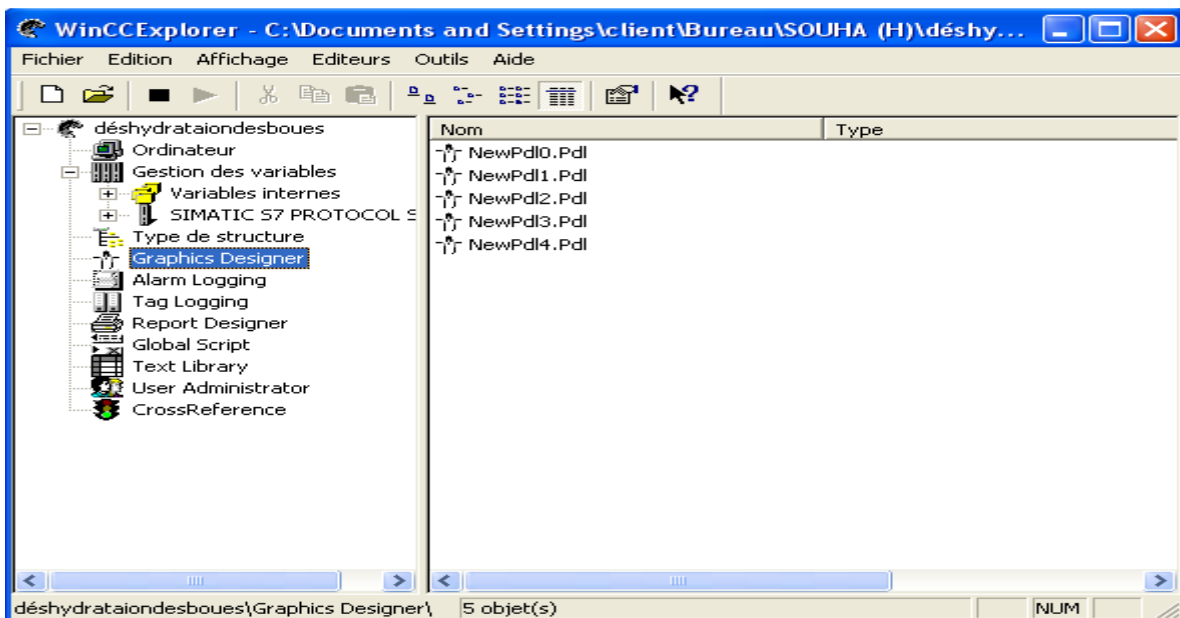 WinCCExplorer - C:\Documents and Settings\client\Bureau\SOUHA (H)\déshy...
Fichier Edition Affichage Editeurs Outils Aide
déshydrataiondesboues
Ordinateur
Gestion des variables
Variables internes
SIMATIC S7 PROTOCOL S
Type de structure
Graphics Designer
Alarm Logging
Tag Logging
Report Designer
Global Script
Text Library
User Administrator
CrossReference
Nom Type
NewPdl0.Pdl
NewPdl1.Pdl
NewPdl2.Pdl
NewPdl3.Pdl
NewPdl4.Pdl
déshydrataiondesboues\Graphics Designer\ 5 objet(s) NUM